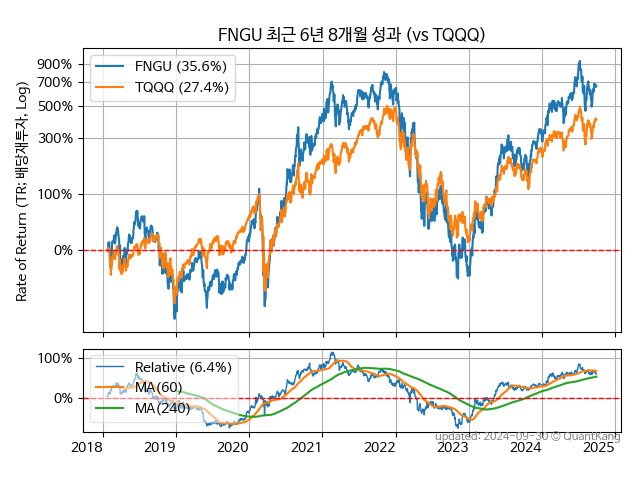 FNGU 최근 6년 8개월 성과 (vs TQQQ)
Rate of Return (TR: 배당재투자, Log)
900%
700%
500%
300%
100%
0%
FNGU (35.6%)
TQQQ (27.4%)
100%
0%
Relative (6.4%)
MA(60)
MA(240)
2018 2019 2020 2021 2022 2023 2024 2025
updated: 2024-09-30 © QuantKang